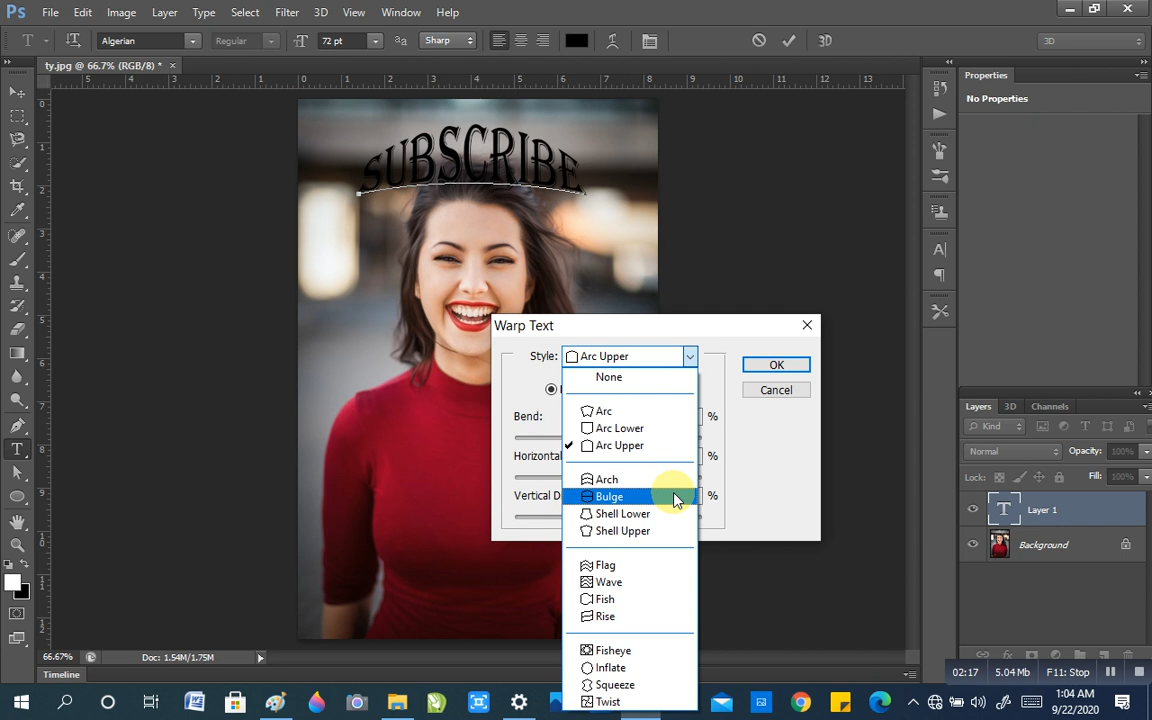 Ps File Edit Image Layer Type Select Filter 3D View Window Help
T Algerian Regular 72 pt Sharp 3D 3D
ty.jpg @ 66.7% (RGB/8) * ×
Properties
No Properties
SUBSCRIBE
Warp Text
Style: Arc Upper
None
OK
Cancel
Bend: %
Horizontal %
Vertical D %
Arc
Arc Lower
Arc Upper
Arch
Bulge
Shell Lower
Shell Upper
Flag
Wave
Fish
Rise
Fisheye
Inflate
Squeeze
Twist
Layers 3D Channels
Kind
Normal Opacity: 100%
Lock: Fill: 100%
T Layer 1
Background
66.67% Doc: 1.54M/1.75M
Timeline
02:17 5.04 Mb F11: Stop
1:04 AM
9/22/2020